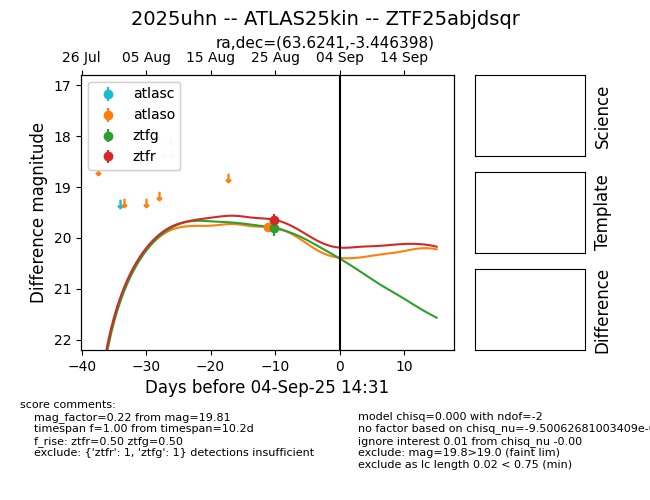 2025uhn -- ATLAS25kin -- ZTF25abjdsqr
ra,dec=(63.6241,-3.446398)
26 Jul 05 Aug 15 Aug 25 Aug 04 Sep 14 Sep
17
18
19
20
21
22
Difference magnitude
atlasc
atlaso
ztfg
ztfr
−40 −30 −20 −10 0 10
Days before 04-Sep-25 14:31
Science
Template
Difference
score comments:
mag_factor=0.22 from mag=19.81
timespan f=1.00 from timespan=10.2d
f_rise: ztfr=0.50 ztfg=0.50
exclude: {'ztfr': 1, 'ztfg': 1} detections insufficient
model chisq=0.000 with ndof=-2
no factor based on chisq_nu=-9.50062681003409e-
ignore interest 0.01 from chisq_nu -0.00
exclude: mag=19.8>19.0 (faint lim)
exclude as lc length 0.02 < 0.75 (min)